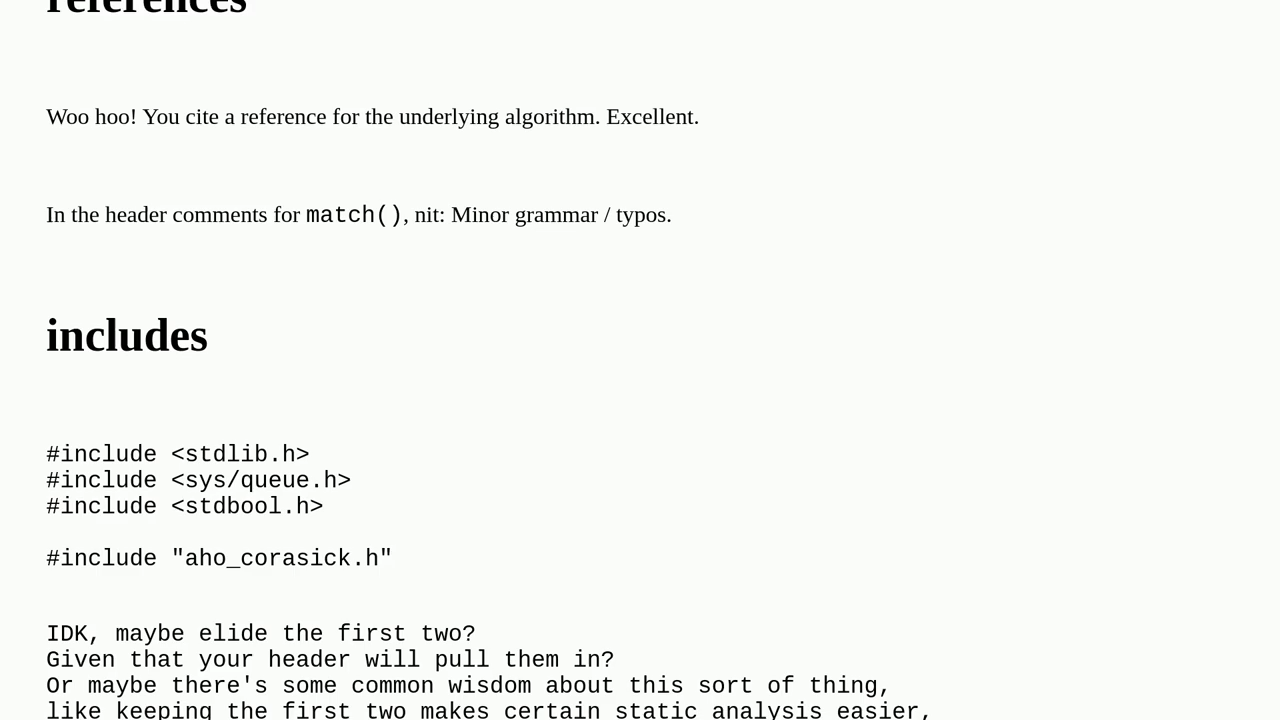 references
Woo hoo! You cite a reference for the underlying algorithm. Excellent.
In the header comments for match(), nit: Minor grammar / typos.
includes
#include <stdlib.h>
#include <sys/queue.h>
#include <stdbool.h>
#include "aho_corasick.h"
IDK, maybe elide the first two?
Given that your header will pull them in?
Or maybe there's some common wisdom about this sort of thing,
like keeping the first two makes certain static analysis easier,